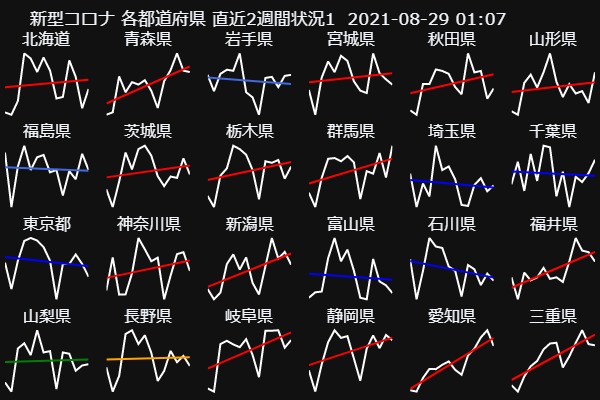 新型コロナ 各都道府県 直近2週間状況1 2021-08-29 01:07
北海道 青森県 岩手県 宮城県 秋田県 山形県
福島県 茨城県 栃木県 群馬県 埼玉県 千葉県
東京都 神奈川県 新潟県 富山県 石川県 福井県
山梨県 長野県 岐阜県 静岡県 愛知県 三重県